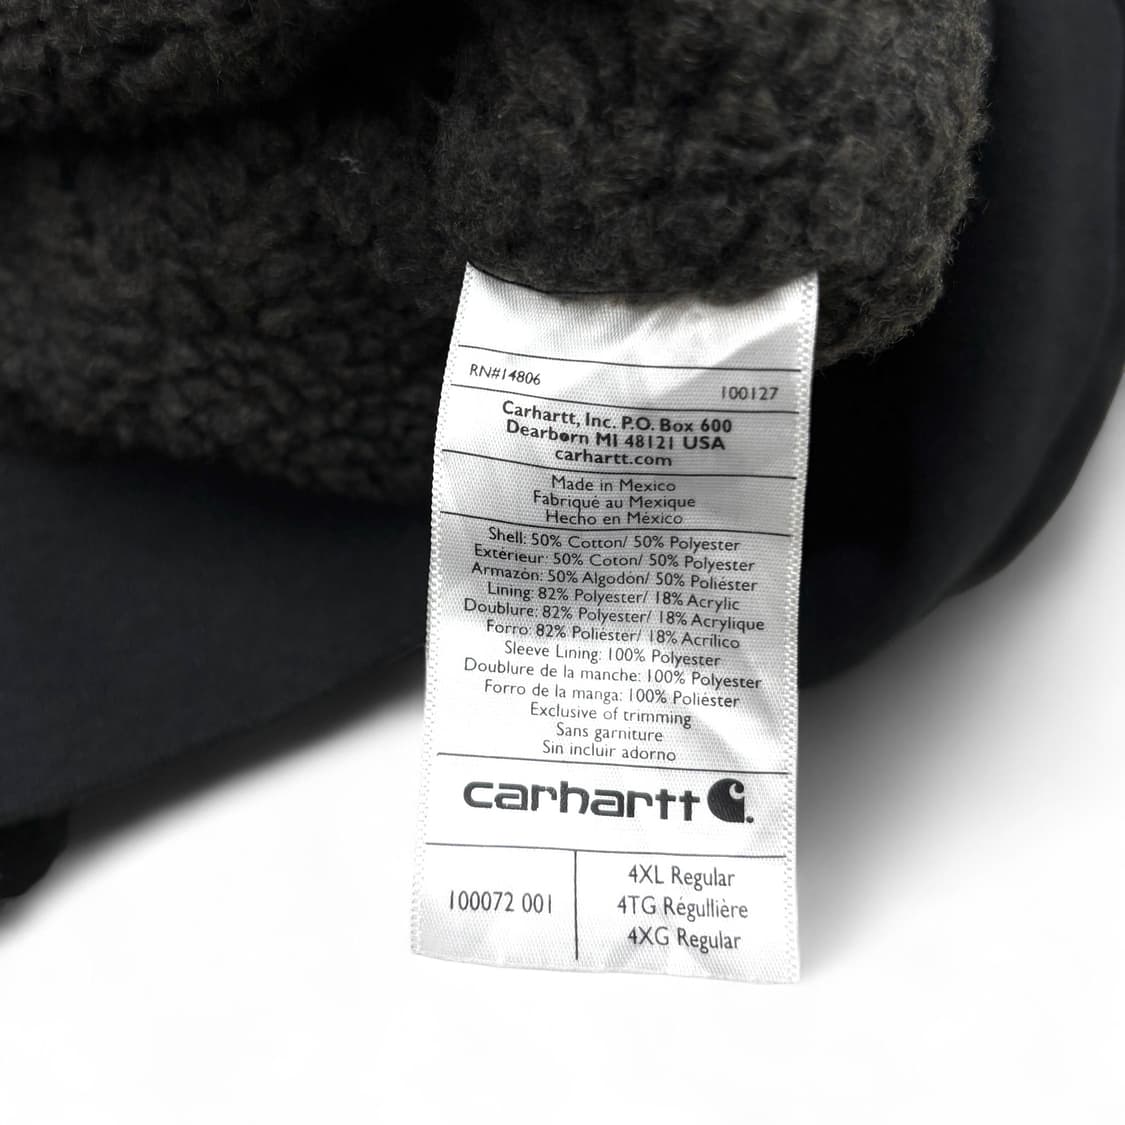 RN#14806
100127
Carhartt, Inc. P.O. Box 600
Dearborn MI 48121 USA
carhartt.com
Made in Mexico
Fabriqué au Mexique
Hecho en México
Shell: 50% Cotton/ 50% Polyester
Extérieur: 50% Coton/ 50% Polyester
Armazón: 50% Algodón/ 50% Poliéster
Lining: 82% Polyester/ 18% Acrylic
Doublure: 82% Polyester/ 18% Acrylique
Forro: 82% Poliéster/ 18% Acrílico
Sleeve Lining: 100% Polyester
Doublure de la manche: 100% Polyester
Forro de la manga: 100% Poliéster
Exclusive of trimming
Sans garniture
Sin incluir adorno
carhartt
100072 001
4XL Regular
4TG Régullière
4XG Regular